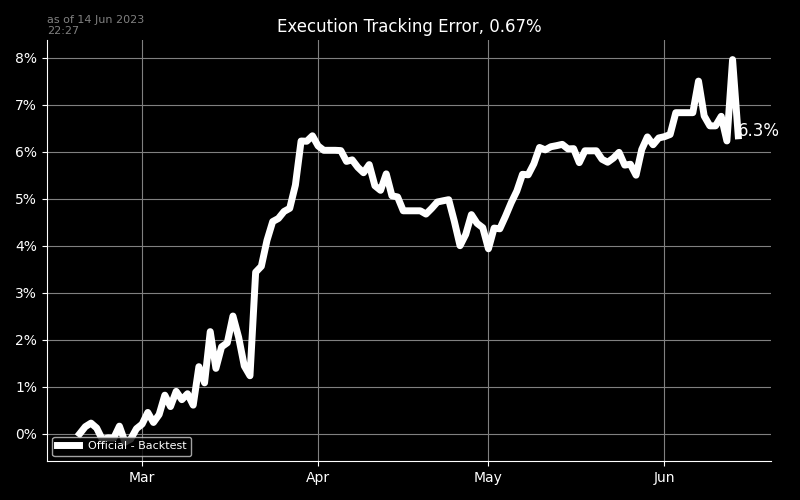 as of 14 Jun 2023
22:27
Execution Tracking Error, 0.67%
8%
7%
6.3%
6%
5%
4%
3%
2%
1%
0%
Official - Backtest
Mar
Apr
May
Jun